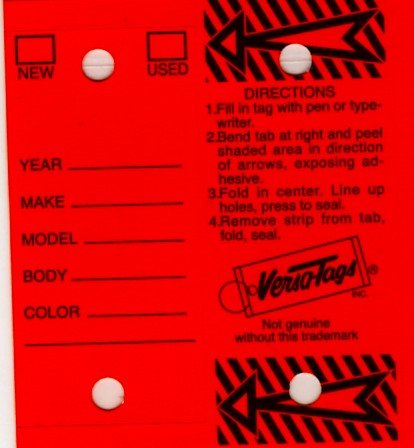 NEW
USED
YEAR
MAKE
MODEL
BODY
COLOR
DIRECTIONS
1.Fill in tag with pen or type-
writer.
2.Bend tab at right and peel
shaded area in direction
of arrows, exposing ad-
hesive.
3.Fold in center. Line up
holes, press to seal.
4.Remove strip from tab,
fold, seal.
Versa-Tags®
INC.
Not genuine
without this trademark